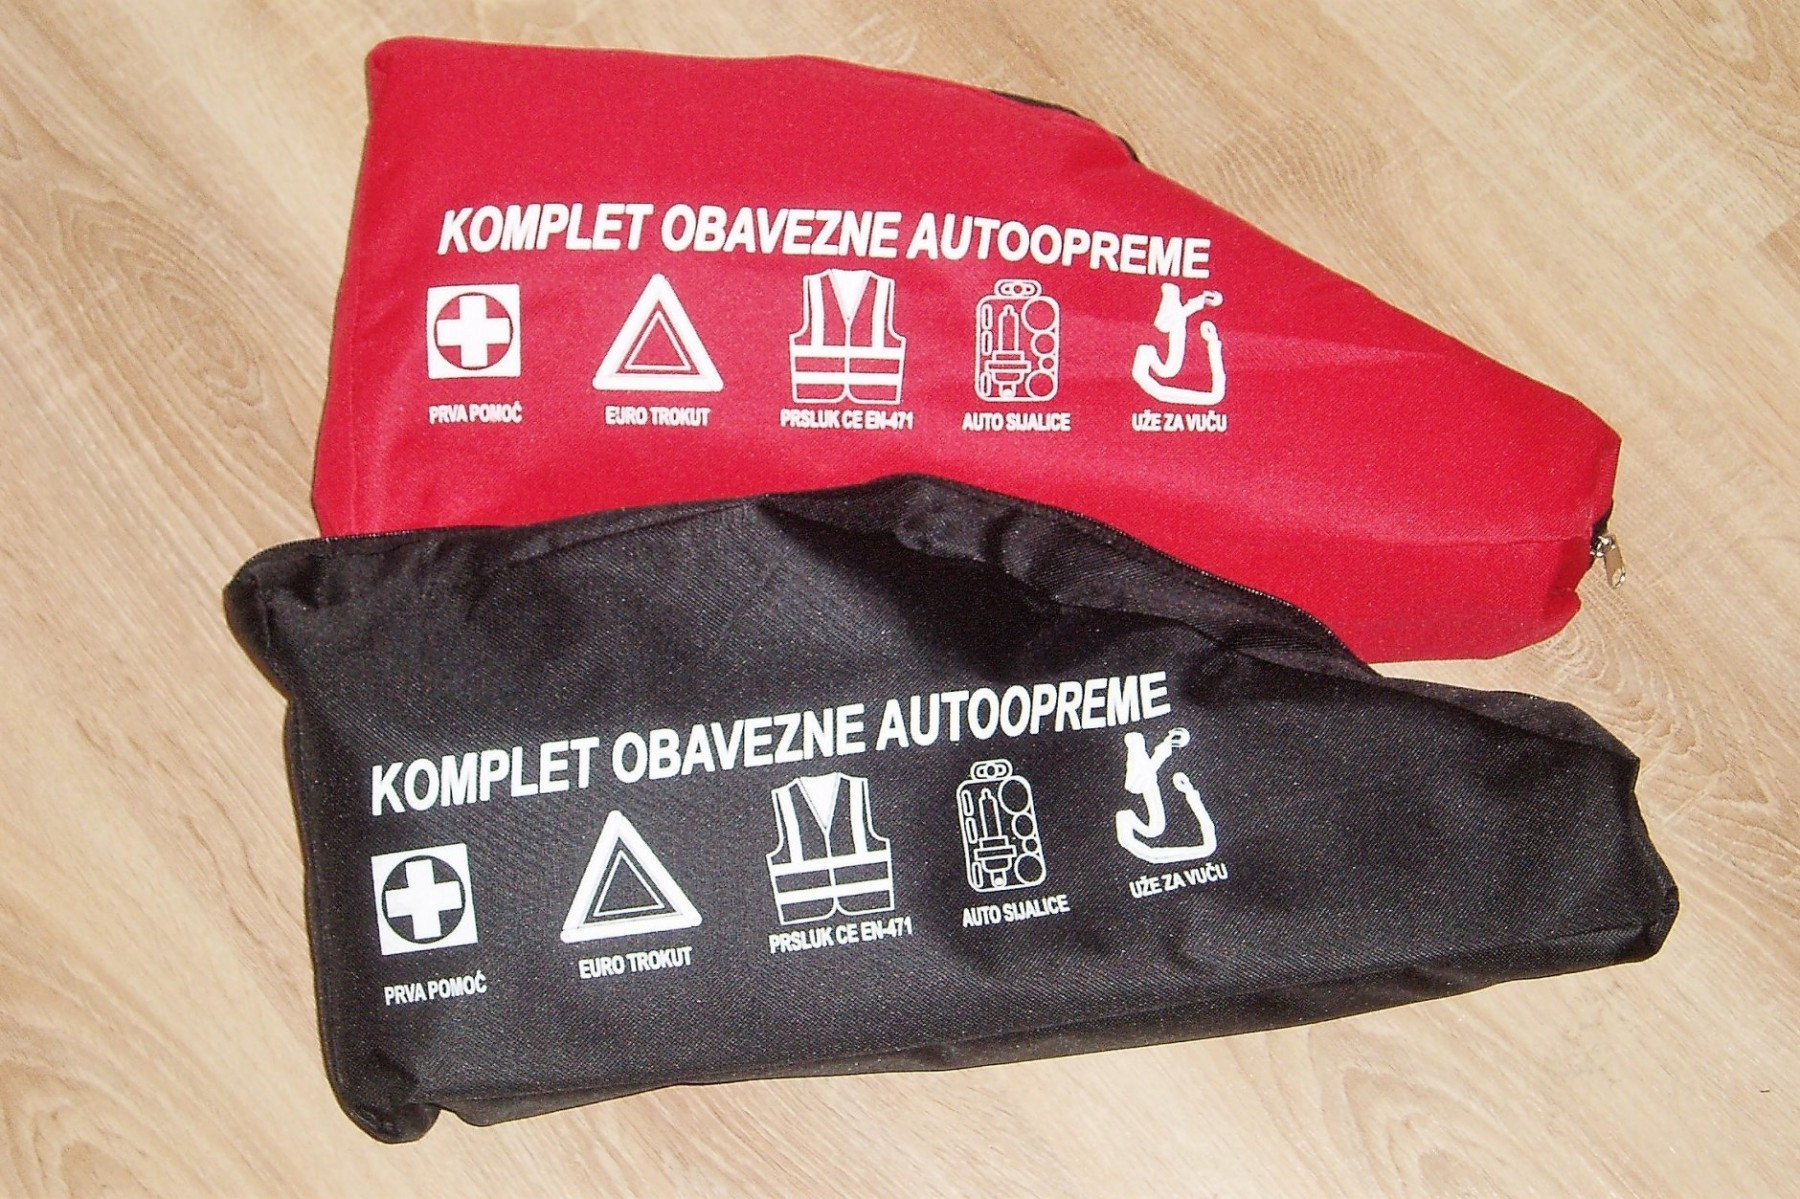 KOMPLET OBAVEZNE AUTOOPREME
PRVA POMOĆ EURO TROKUT PRSLUK CE EN-471 AUTO SIJALICE UŽE ZA VUČU
KOMPLET OBAVEZNE AUTOOPREME
PRVA POMOĆ EURO TROKUT PRSLUK CE EN-471 AUTO SIJALICE UŽE ZA VUČU